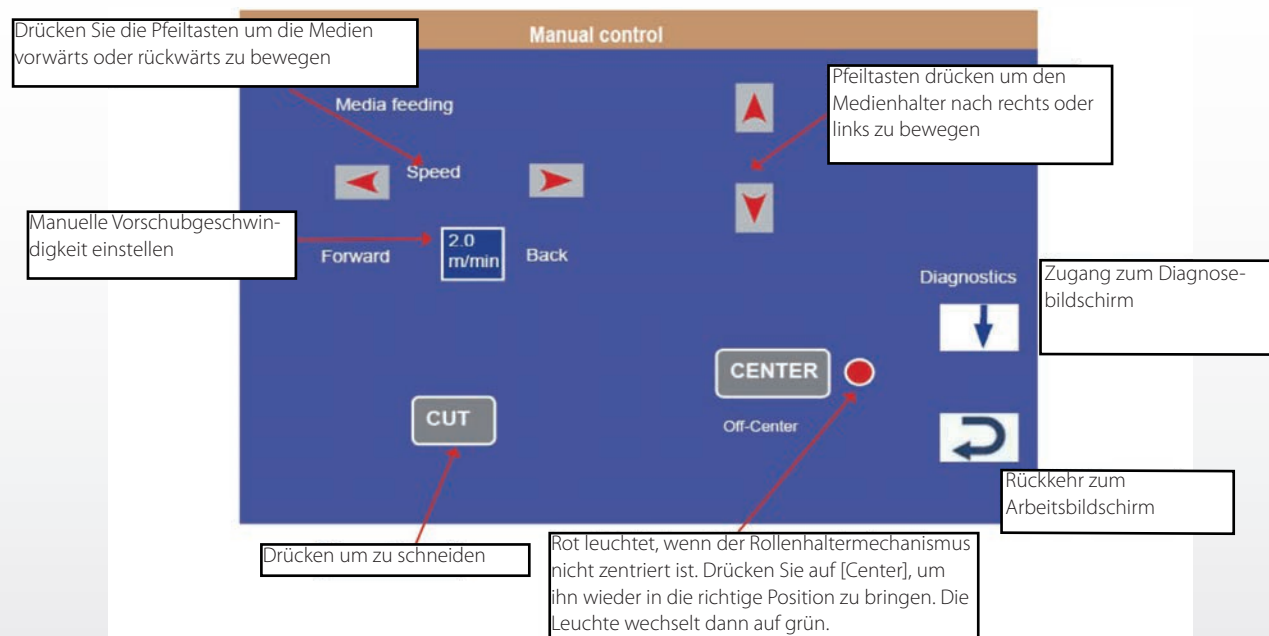 Drücken Sie die Pfeiltasten um die Medien
vorwärts oder rückwärts zu bewegen
Manual control
Pfeiltasten drücken um den
Medienhalter nach rechts oder
links zu bewegen
Media feeding
Speed
Manuelle Vorschubgeschwin-
digkeit einstellen
Forward
2.0
m/min
Back
Diagnostics
Zugang zum Diagnose-
bildschirm
CENTER
Off-Center
CUT
Rückkehr zum
Arbeitsbildschirm
Drücken um zu schneiden
Rot leuchtet, wenn der Rollenhaltermechanismus
nicht zentriert ist. Drücken Sie auf [Center], um
ihn wieder in die richtige Position zu bringen. Die
Leuchte wechselt dann auf grün.